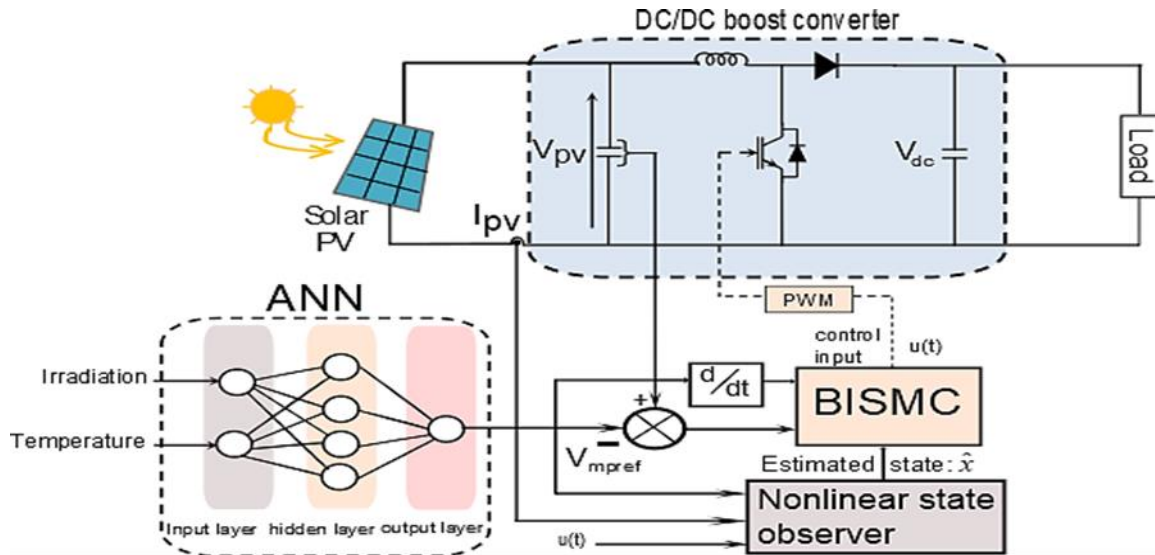 DC/DC boost converter
Vpv
Vdc
Load
Solar
PV
Ipv
ANN
PWM
control
input
u(t)
Irradiation
Temperature
d/dt
+
−
Vmpref
BISMC
Estimated state: x̂
Nonlinear state
observer
Input layer hidden layer output layer
u(t)